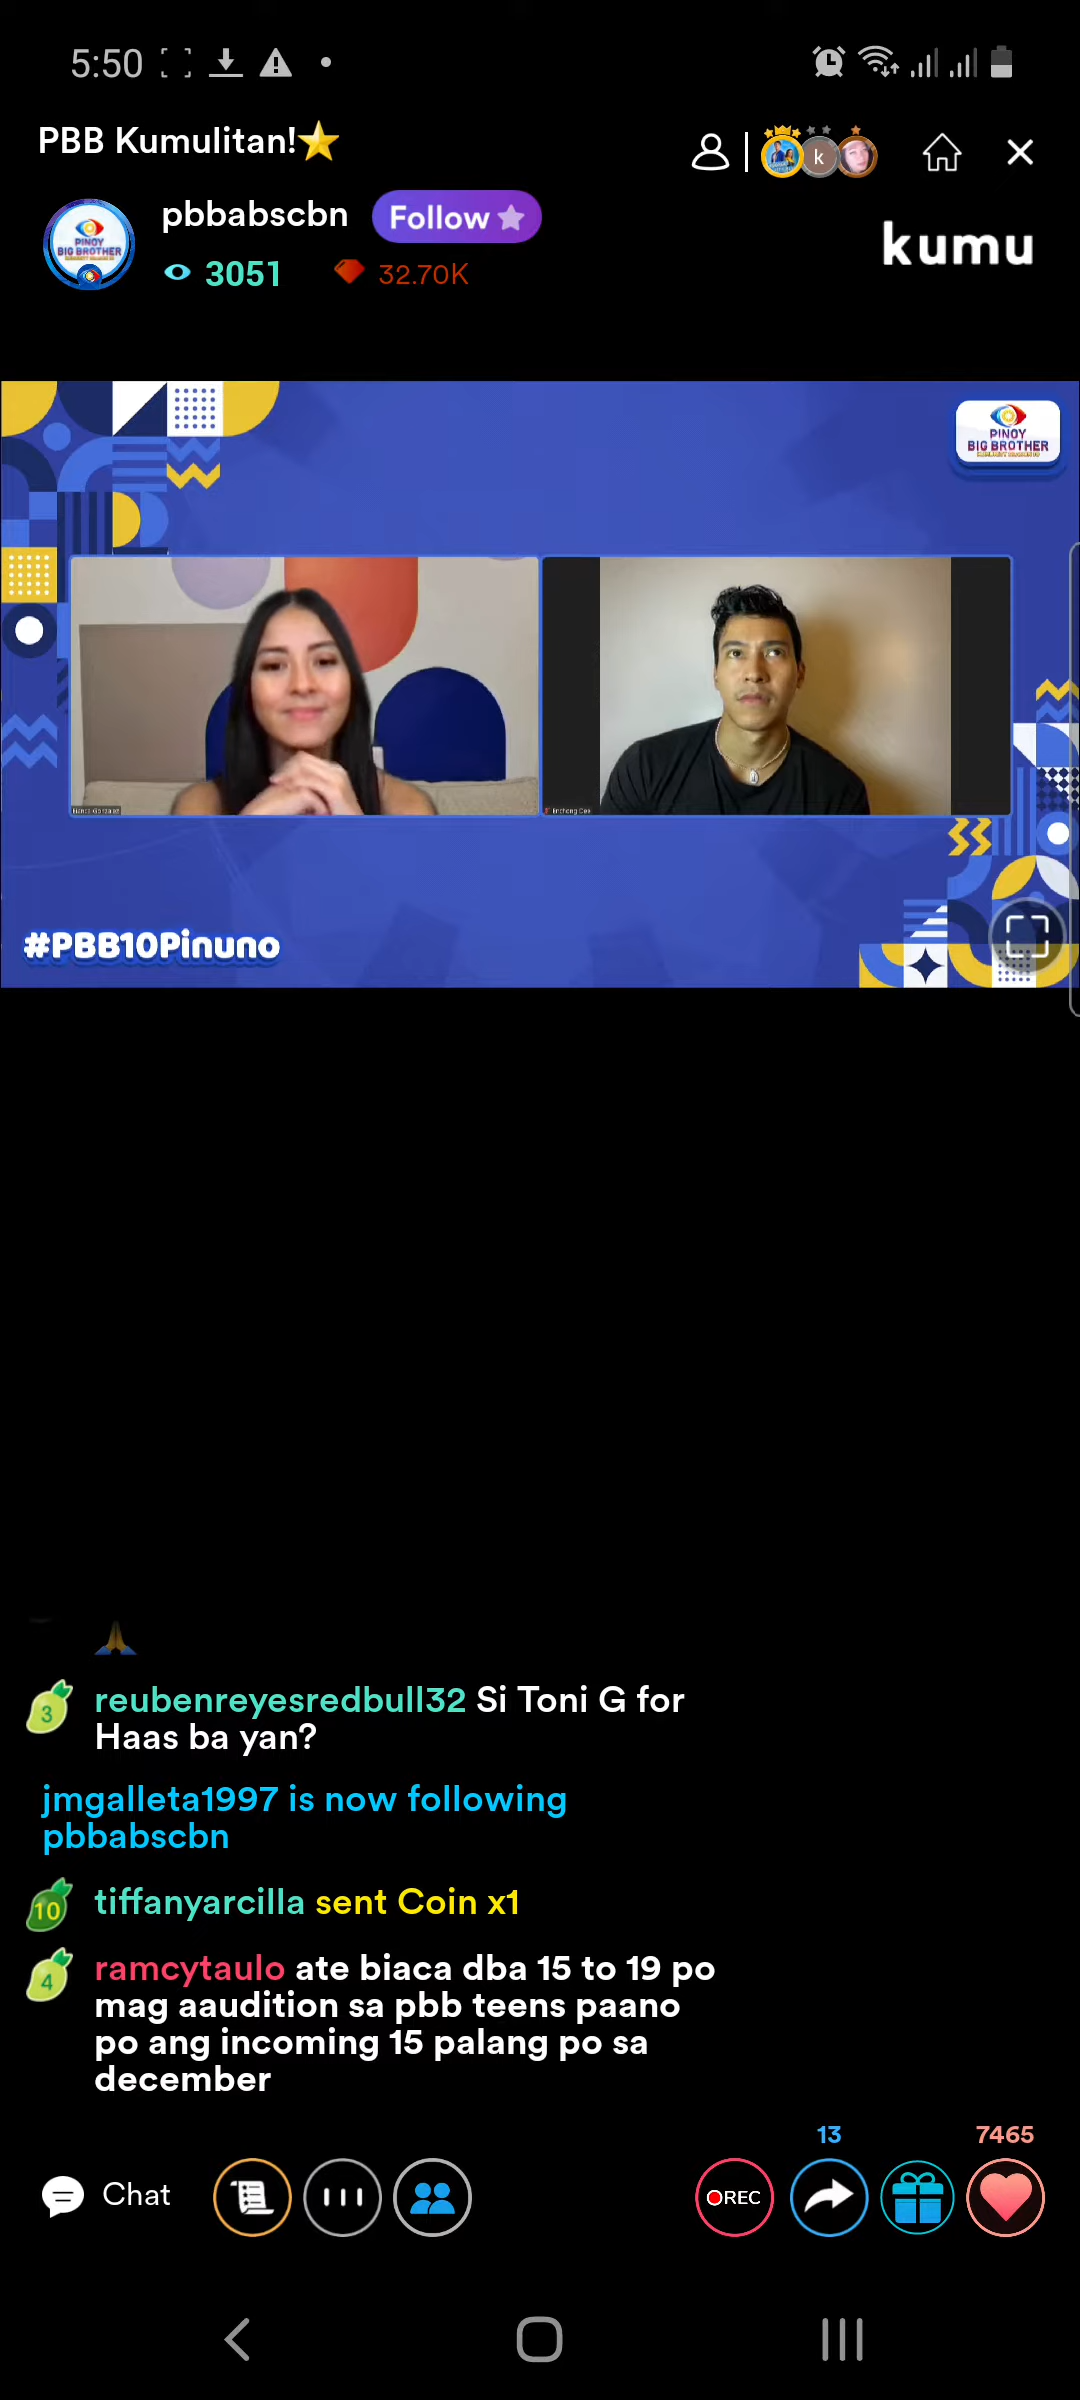 5:50
PBB Kumulitan!⭐
k
pbbabscbn
Follow
3051
32.70K
kumu
PINOY
BIG BROTHER
PINOY
BIG BROTHER
Enchong Dee
#PBB10Pinuno
3
reubenreyesredbull32 Si Toni G for
Haas ba yan?
jmgalleta1997 is now following
pbbabscbn
10
tiffanyarcilla sent Coin x1
4
ramcytaulo ate biaca dba 15 to 19 po
mag aaudition sa pbb teens paano
po ang incoming 15 palang po sa
december
13
7465
Chat
REC